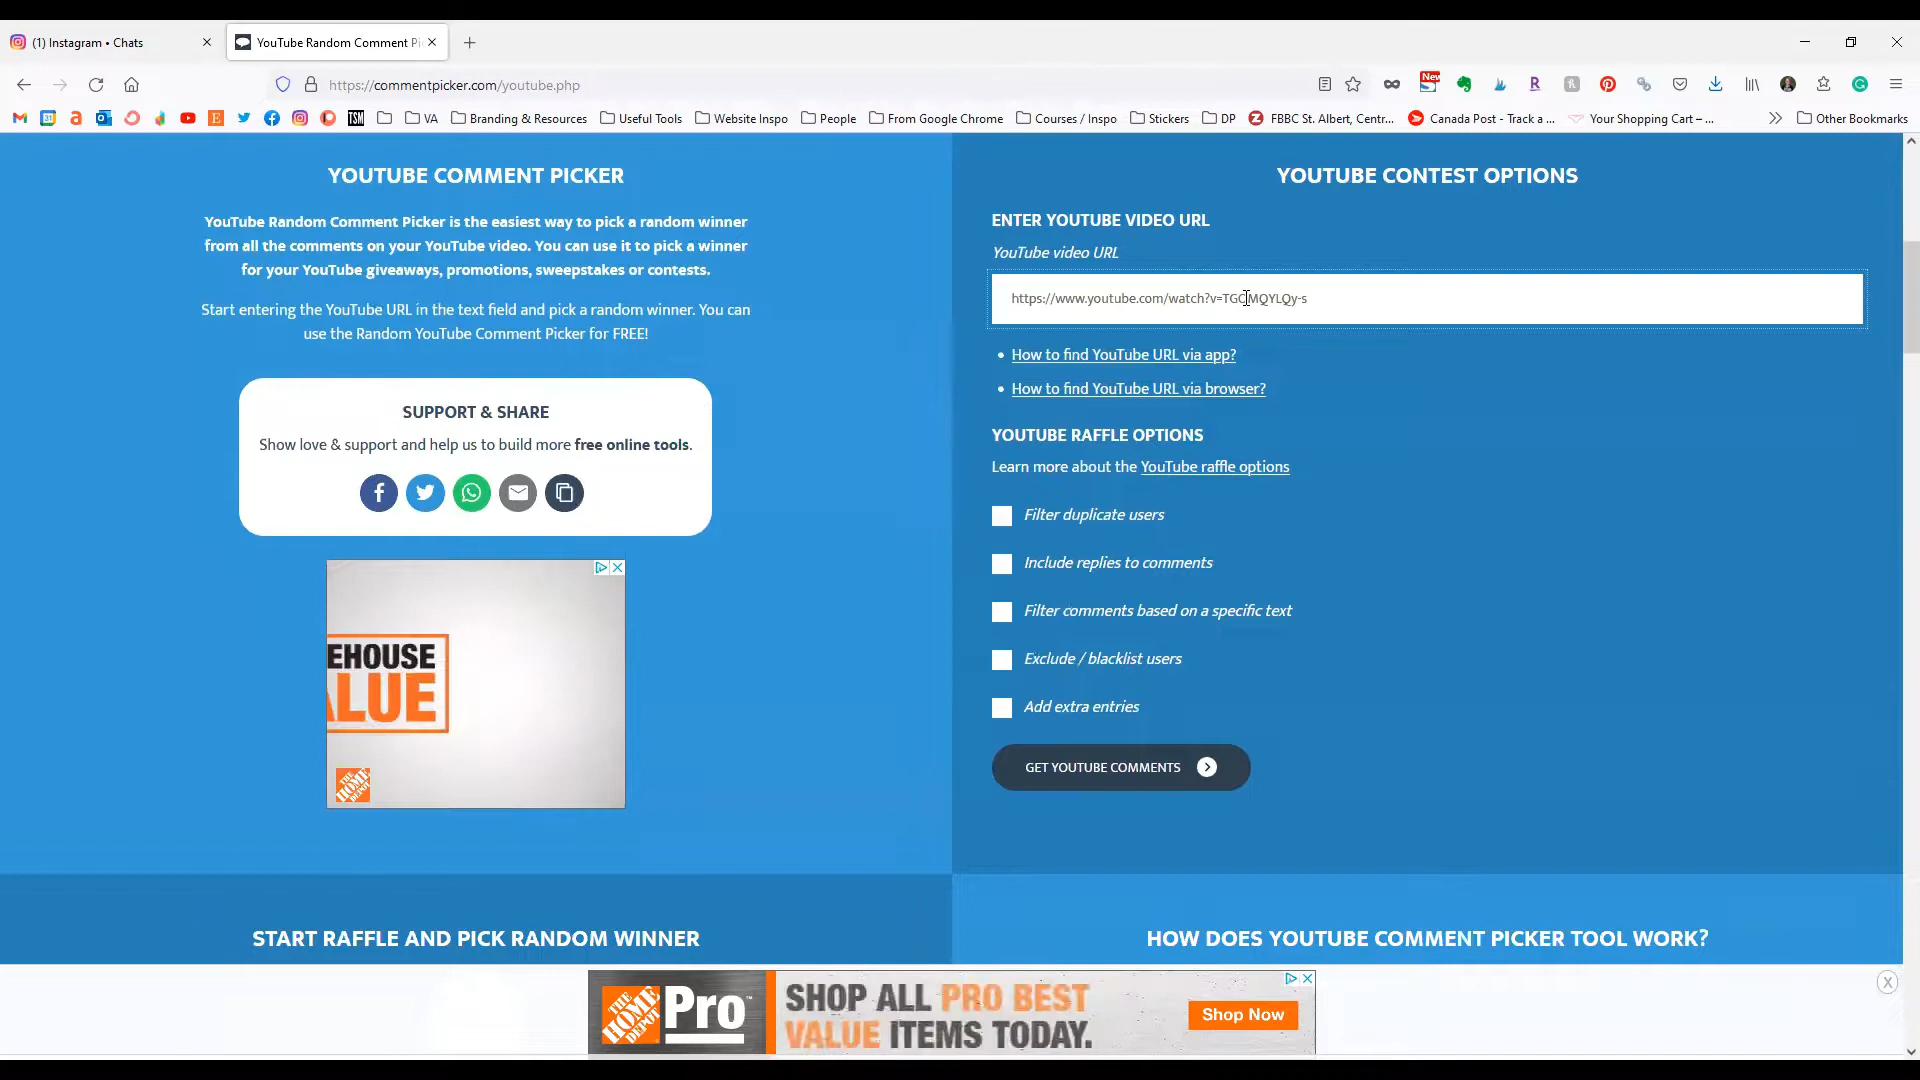 (1) Instagram • Chats
YouTube Random Comment Pi
https://commentpicker.com/youtube.php
New
VA
Branding & Resources
Useful Tools
Website Inspo
People
From Google Chrome
Courses / Inspo
Stickers
DP
FBBC St. Albert, Centr...
Canada Post - Track a ...
Your Shopping Cart – ...
Other Bookmarks
YOUTUBE COMMENT PICKER
YouTube Random Comment Picker is the easiest way to pick a random winner
from all the comments on your YouTube video. You can use it to pick a winner
for your YouTube giveaways, promotions, sweepstakes or contests.
Start entering the YouTube URL in the text field and pick a random winner. You can
use the Random YouTube Comment Picker for FREE!
SUPPORT & SHARE
Show love & support and help us to build more free online tools.
EHOUSE
ALUE
THE HOME DEPOT
YOUTUBE CONTEST OPTIONS
ENTER YOUTUBE VIDEO URL
YouTube video URL
How to find YouTube URL via app?
How to find YouTube URL via browser?
YOUTUBE RAFFLE OPTIONS
Learn more about the YouTube raffle options
Filter duplicate users
Include replies to comments
Filter comments based on a specific text
Exclude / blacklist users
Add extra entries
GET YOUTUBE COMMENTS
START RAFFLE AND PICK RANDOM WINNER
HOW DOES YOUTUBE COMMENT PICKER TOOL WORK?
THE HOME DEPOT
Pro
SHOP ALL PRO BEST
VALUE ITEMS TODAY.
Shop Now